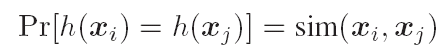 Pr[h(𝒙ᵢ) = h(𝒙ⱼ)] = sim(𝒙ᵢ, 𝒙ⱼ)